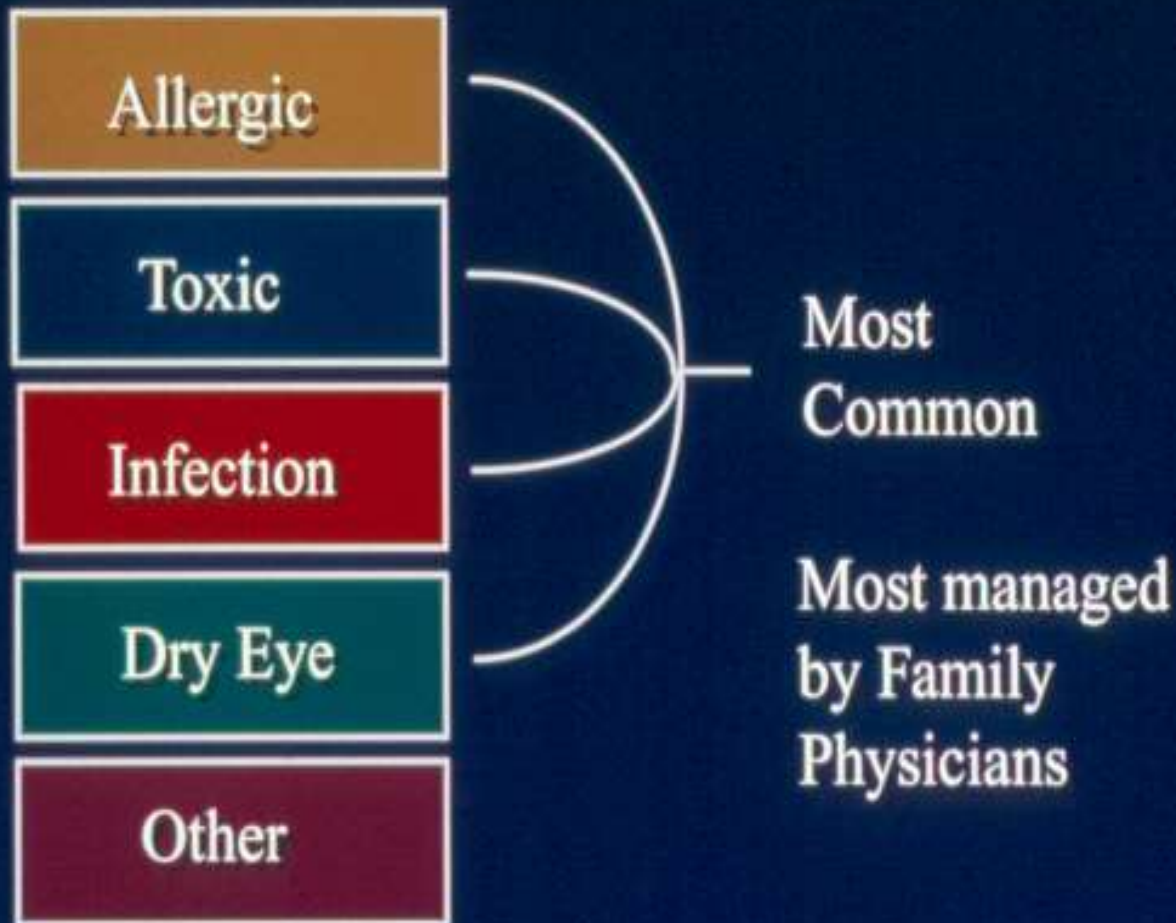 Allergic
Toxic
Infection
Dry Eye
Other
Most
Common
Most managed
by Family
Physicians